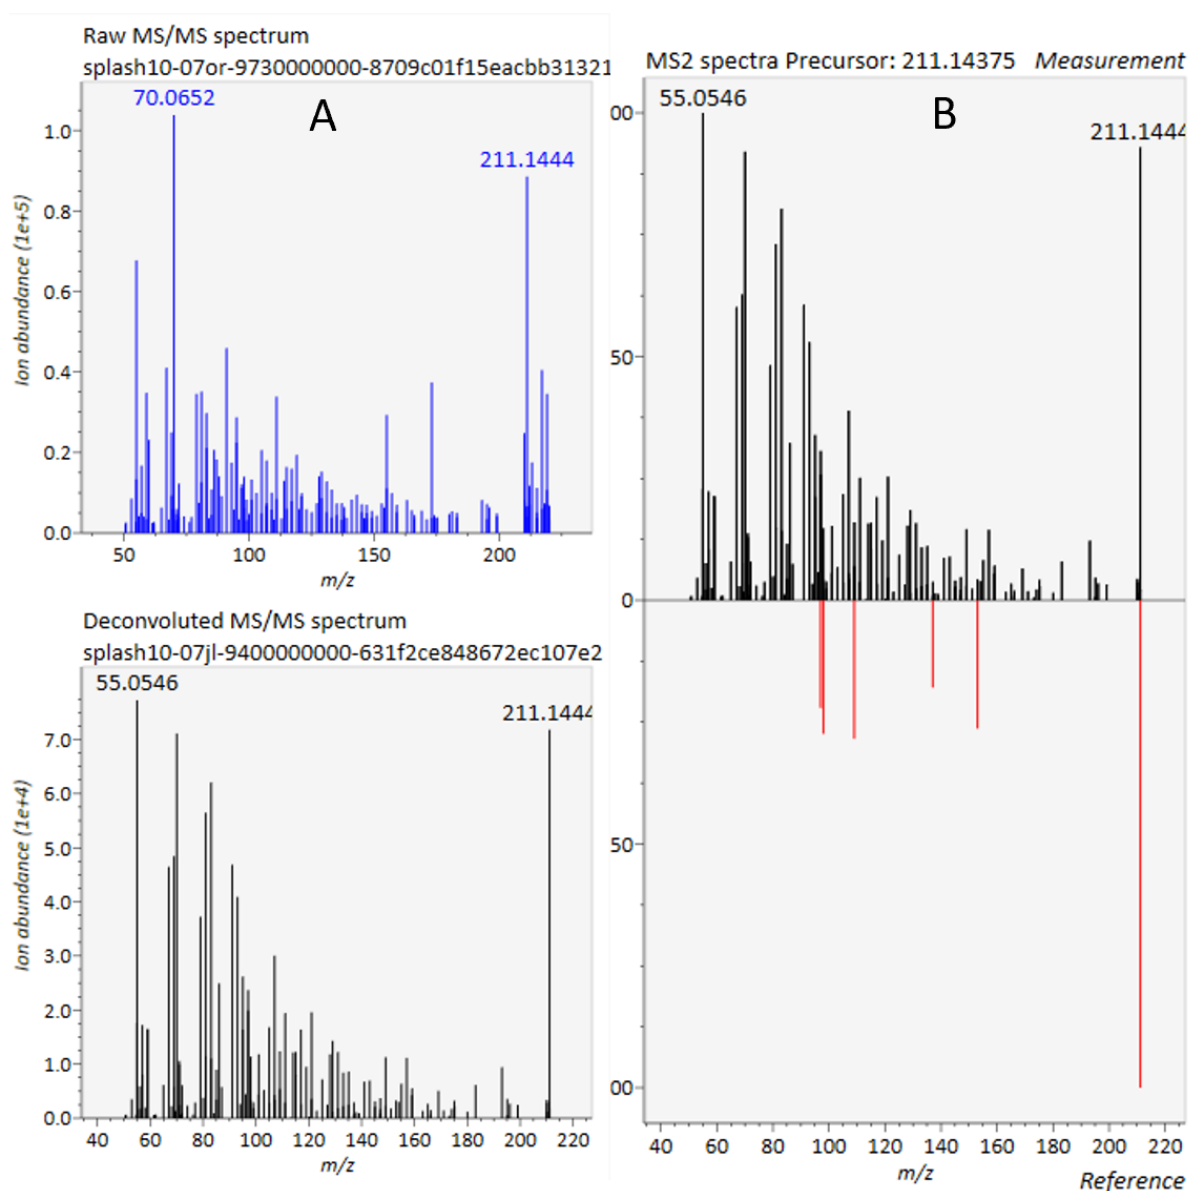 Raw MS/MS spectrum
splash10-07or-9730000000-8709c01f15eacbb31321
70.0652
A
211.1444
1.0
0.8
0.6
0.4
0.2
0.0
Ion abundance (1e+5)
50 100 150 200
m/z
Deconvoluted MS/MS spectrum
splash10-07jl-9400000000-631f2ce848672ec107e2
55.0546
211.1444
7.0
6.0
5.0
4.0
3.0
2.0
1.0
0.0
Ion abundance (1e+4)
40 60 80 100 120 140 160 180 200 220
m/z
MS2 spectra Precursor: 211.14375 Measurement
55.0546
B
211.1444
00
50
0
50
00
40 60 80 100 120 140 160 180 200 220
m/z
Reference